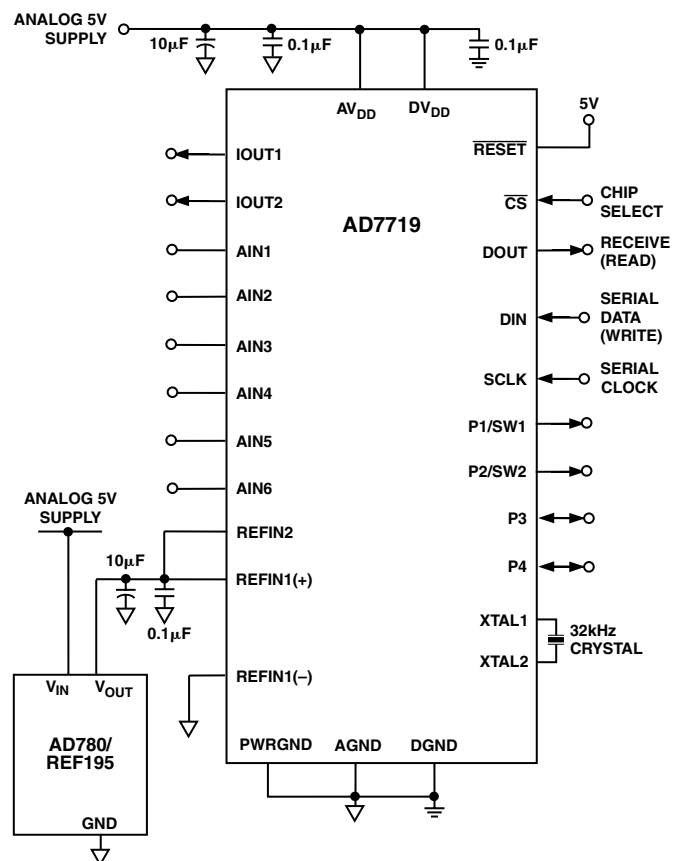 ANALOG 5V
SUPPLY
10µF
0.1µF
0.1µF
AVDD
DVDD
5V
RESET
IOUT1
IOUT2
AIN1
AIN2
AIN3
AIN4
AIN5
AIN6
REFIN2
REFIN1(+)
REFIN1(–)
AD7719
CS
CHIP
SELECT
DOUT
RECEIVE
(READ)
DIN
SERIAL
DATA
(WRITE)
SCLK
SERIAL
CLOCK
P1/SW1
P2/SW2
P3
P4
XTAL1
XTAL2
32kHz
CRYSTAL
ANALOG 5V
SUPPLY
10µF
0.1µF
VIN
VOUT
AD780/
REF195
GND
PWRGND
AGND
DGND